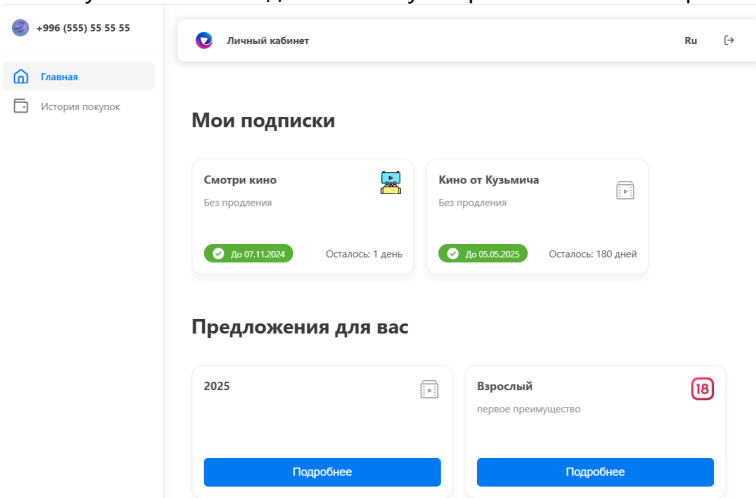 +996 (555) 55 55 55
Личный кабинет
Ru
Главная
История покупок
Мои подписки
Смотри кино
Без продления
До 07.11.2024
Осталось: 1 день
Кино от Кузьмича
Без продления
До 05.05.2025
Осталось: 180 дней
Предложения для вас
2025
Подробнее
Взрослый
18
первое преимущество
Подробнее